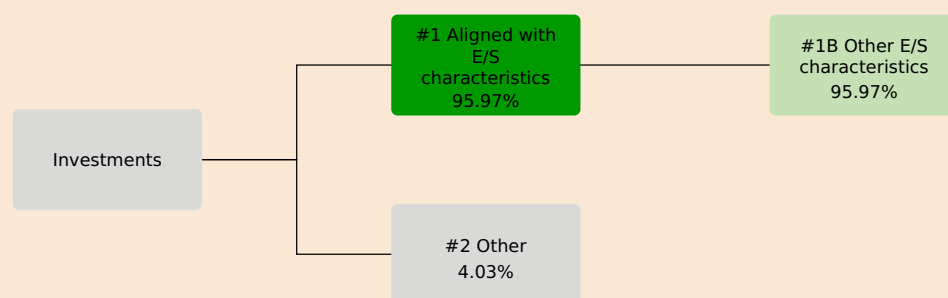 #1 Aligned with
E/S
characteristics
95.97%
#1B Other E/S
characteristics
95.97%
Investments
#2 Other
4.03%